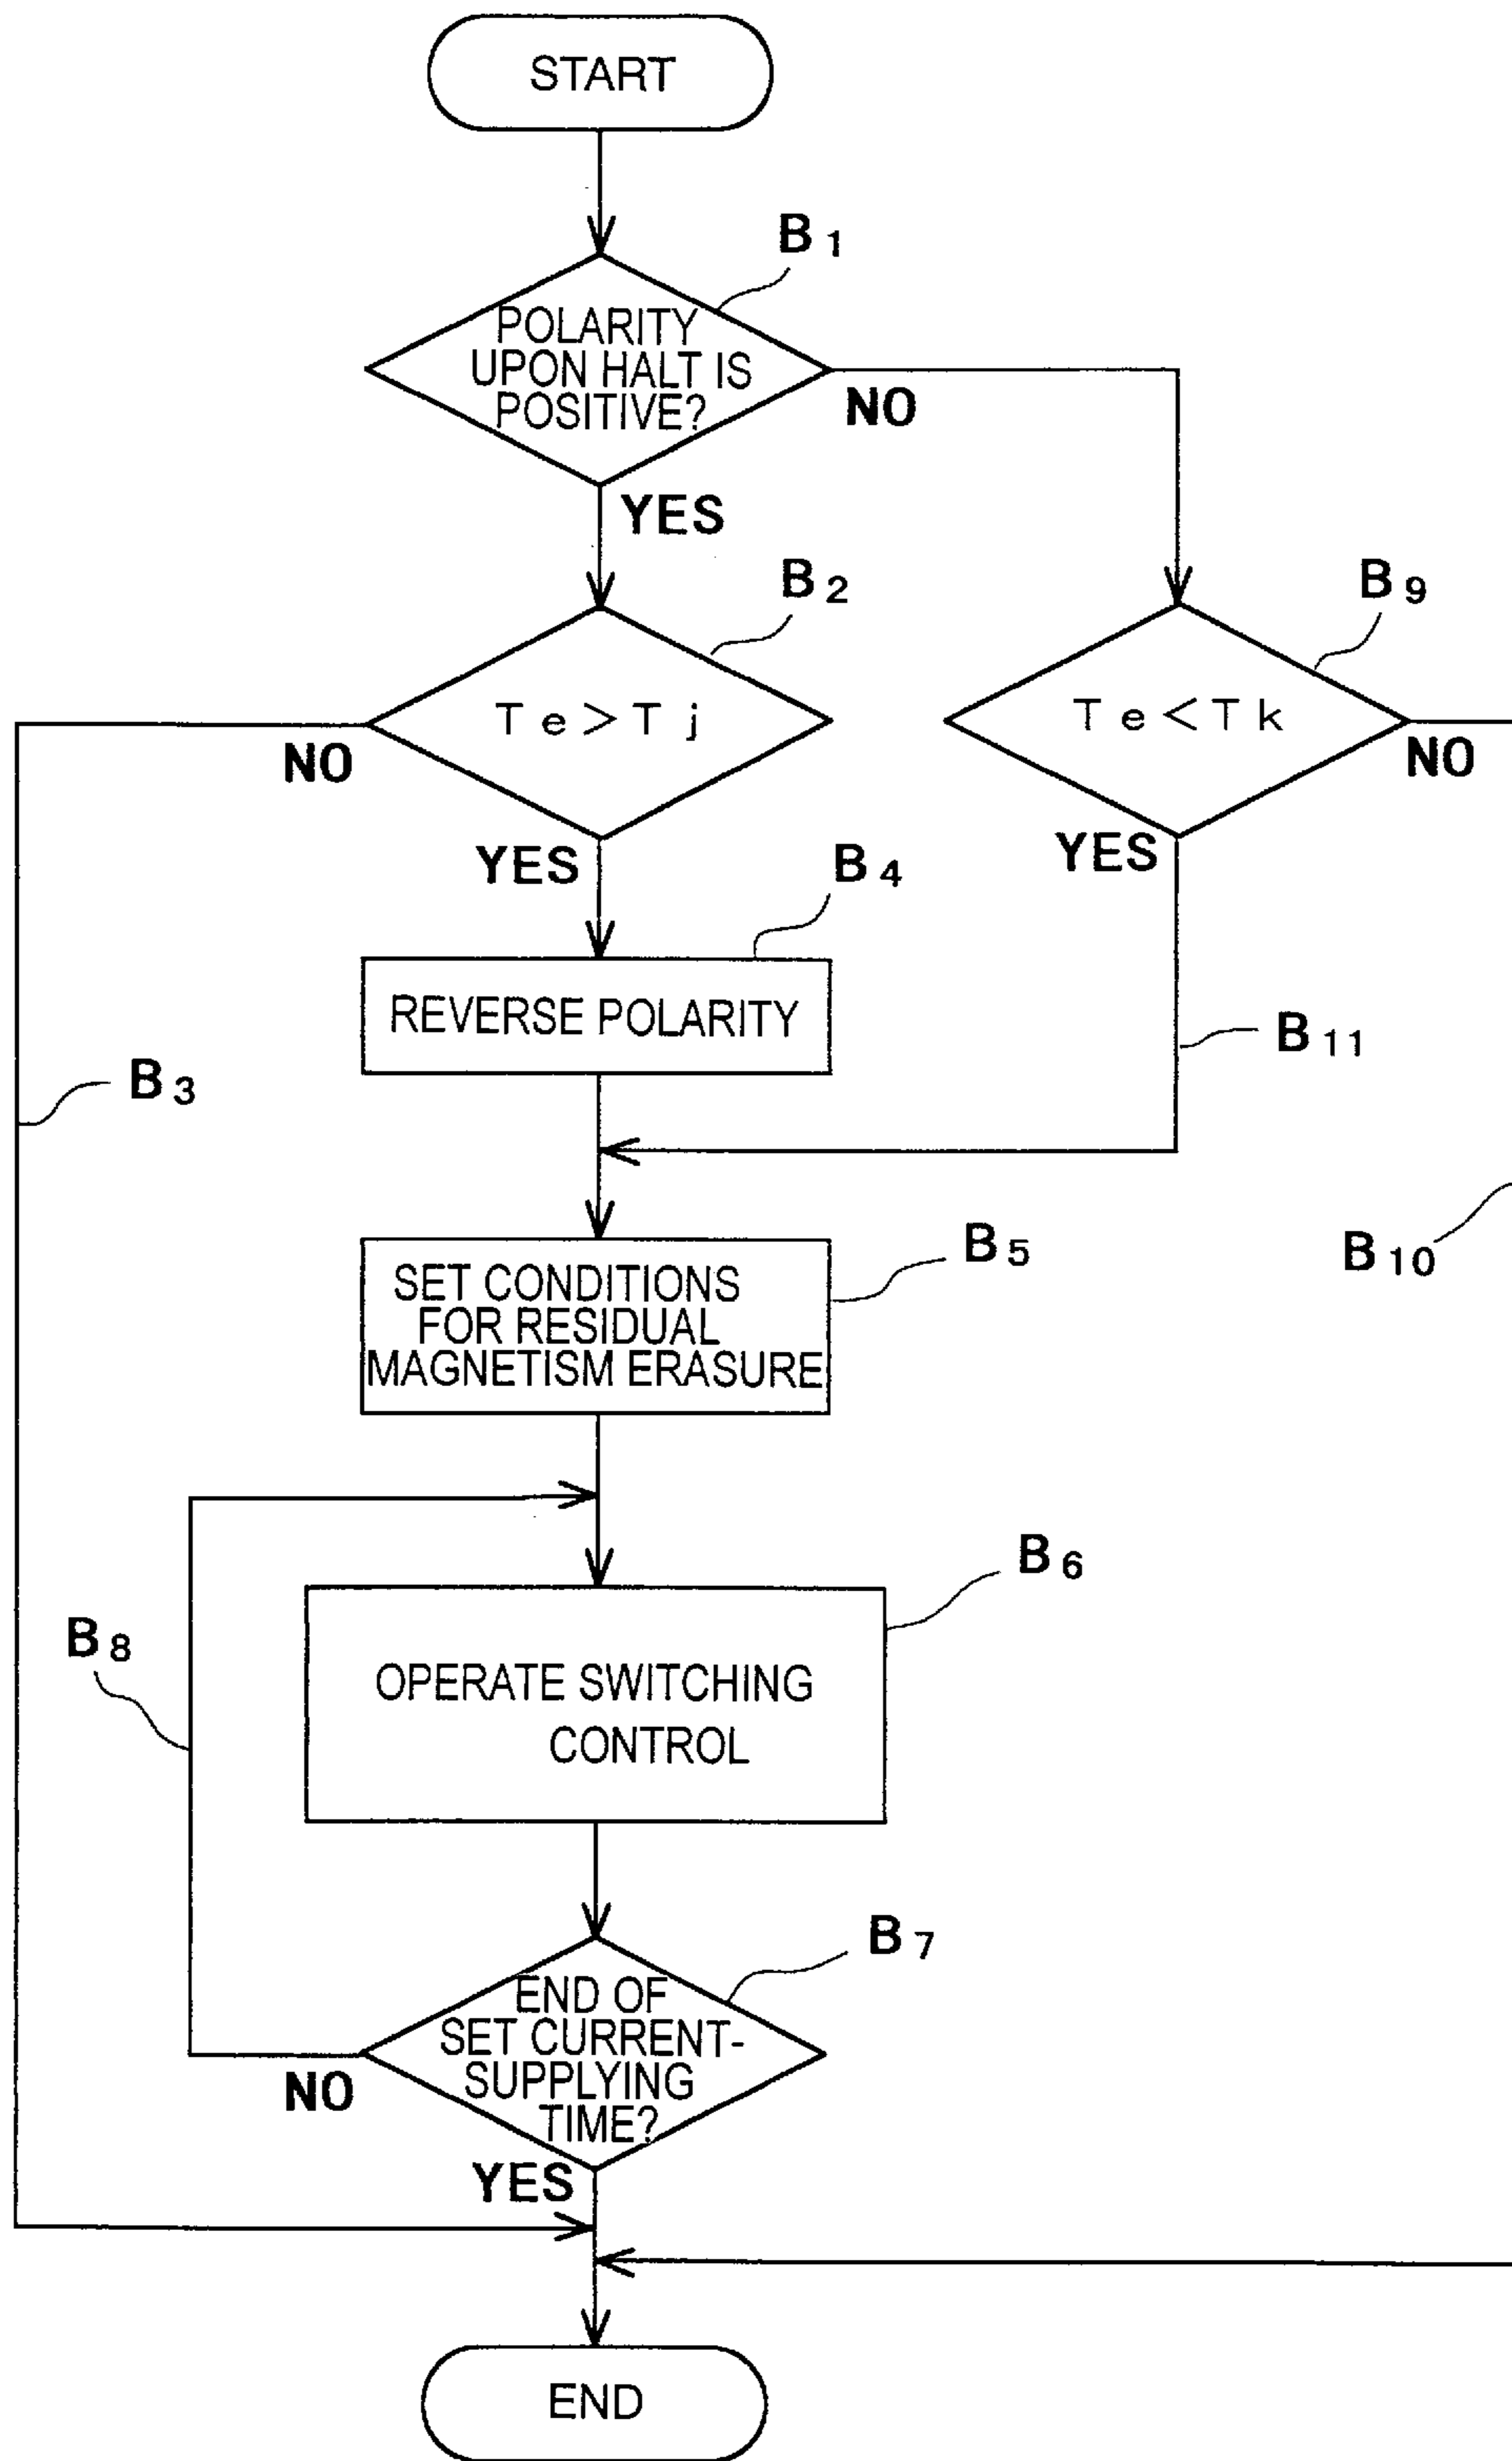 START
B1
POLARITY
UPON HALT IS
POSITIVE?
NO
YES
B2
B9
Te>Tj
Te<Tk
NO
NO
YES
YES
B4
REVERSE POLARITY
B11
B3
B10
B5
SET CONDITIONS
FOR RESIDUAL
MAGNETISM ERASURE
B6
B8
OPERATE SWITCHING
CONTROL
B7
END OF
SET CURRENT-
SUPPLYING
TIME?
NO
YES
END